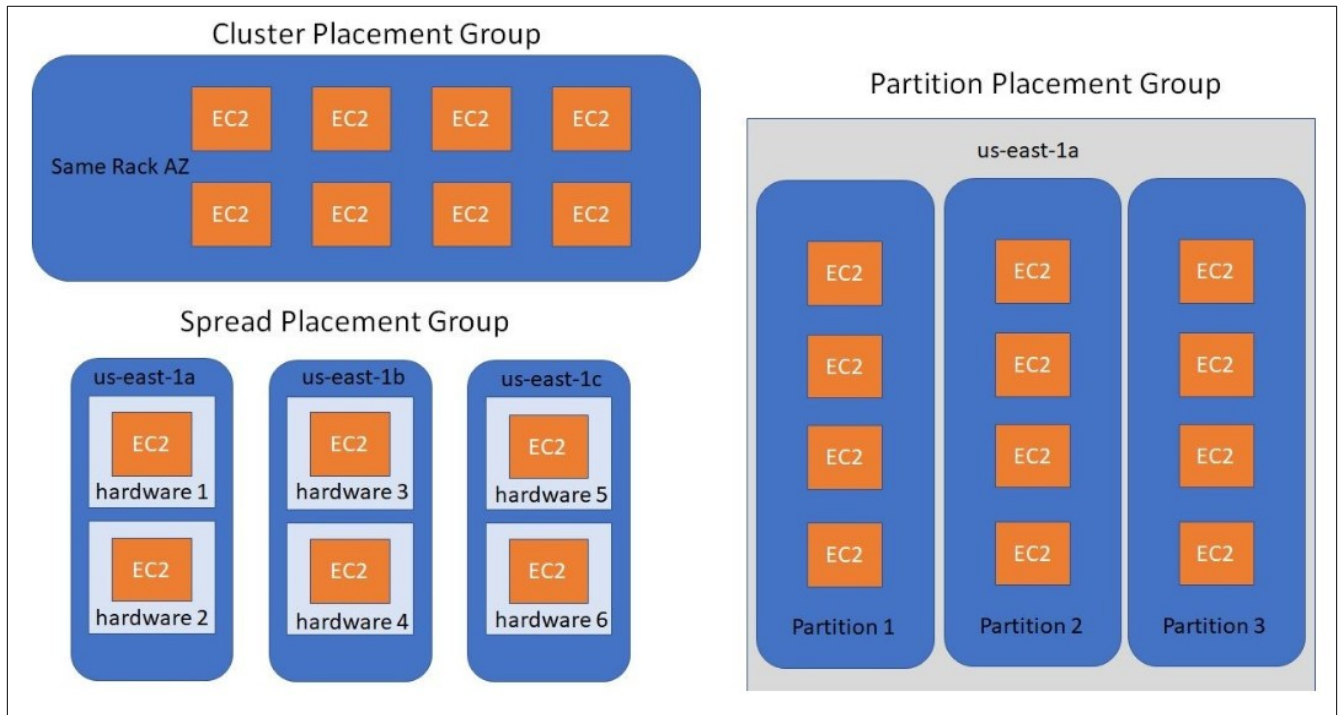 Cluster Placement Group
EC2 EC2 EC2 EC2
Same Rack AZ
EC2 EC2 EC2 EC2
Spread Placement Group
us-east-1a
EC2
hardware 1
EC2
hardware 2
us-east-1b
EC2
hardware 3
EC2
hardware 4
us-east-1c
EC2
hardware 5
EC2
hardware 6
Partition Placement Group
us-east-1a
EC2
EC2
EC2
EC2
Partition 1
EC2
EC2
EC2
EC2
Partition 2
EC2
EC2
EC2
EC2
Partition 3